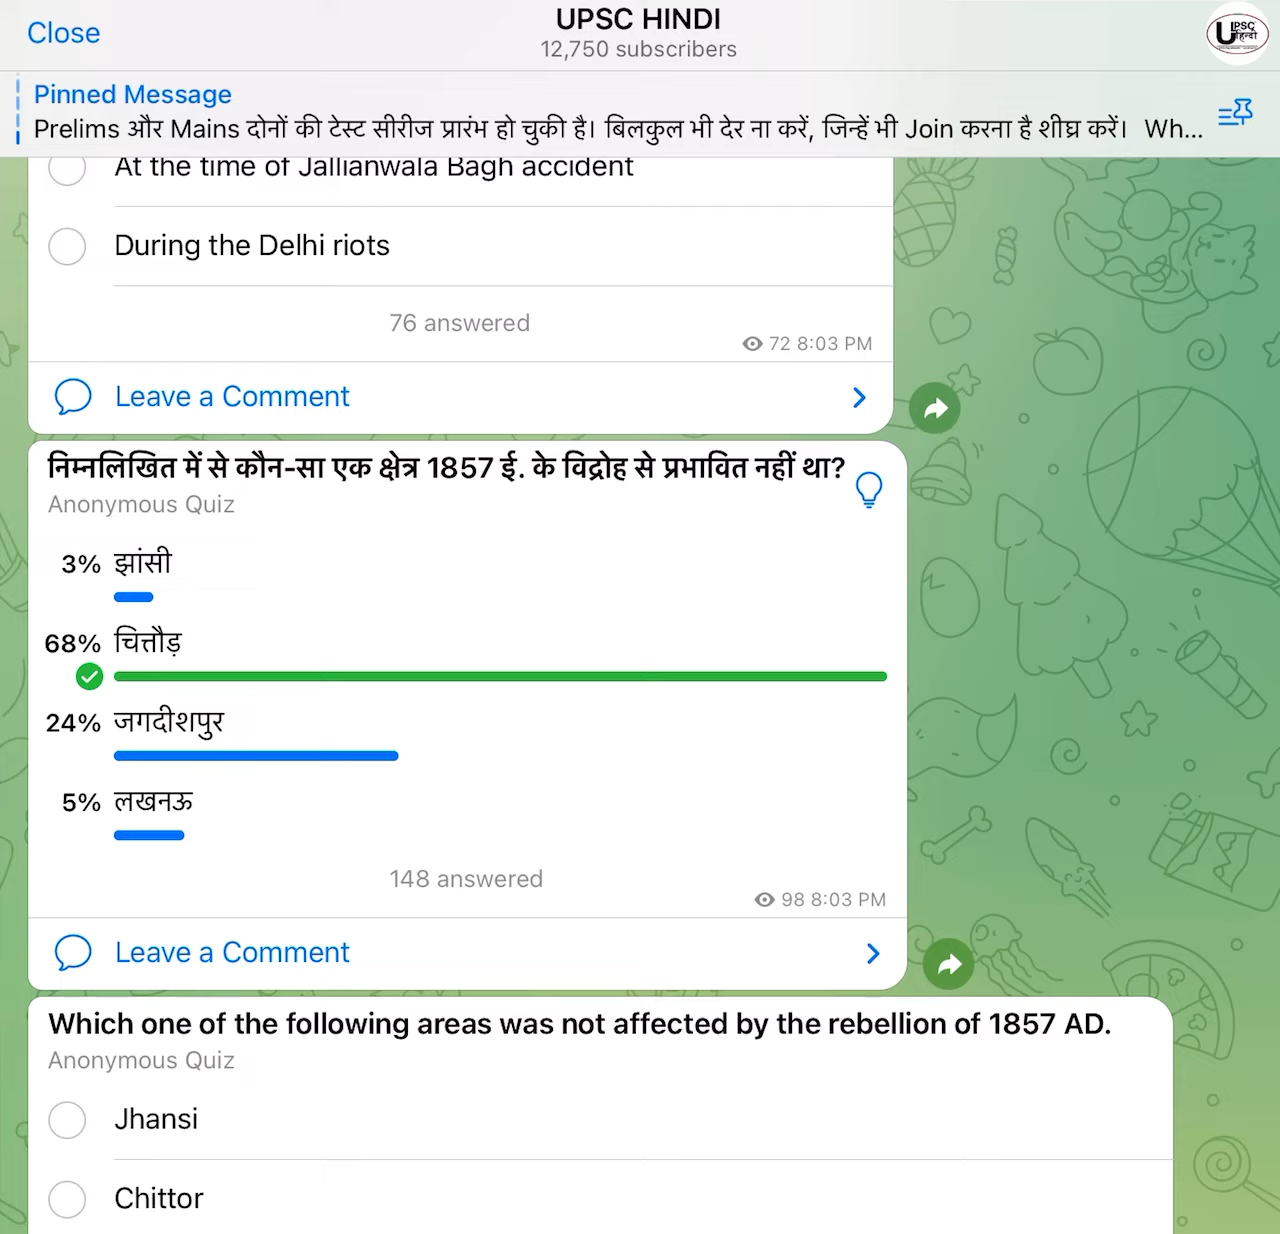 Close
UPSC HINDI
12,750 subscribers
UPSC
हिन्दी
Pinned Message
Prelims और Mains दोनों की टेस्ट सीरीज प्रारंभ हो चुकी है। बिलकुल भी देर ना करें, जिन्हें भी Join करना है शीघ्र करें। Wh...
At the time of Jallianwala Bagh accident
During the Delhi riots
76 answered
72 8:03 PM
Leave a Comment
निम्नलिखित में से कौन-सा एक क्षेत्र 1857 ई. के विद्रोह से प्रभावित नहीं था?
Anonymous Quiz
3% झांसी
68% चित्तौड़
24% जगदीशपुर
5% लखनऊ
148 answered
98 8:03 PM
Leave a Comment
Which one of the following areas was not affected by the rebellion of 1857 AD.
Anonymous Quiz
Jhansi
Chittor